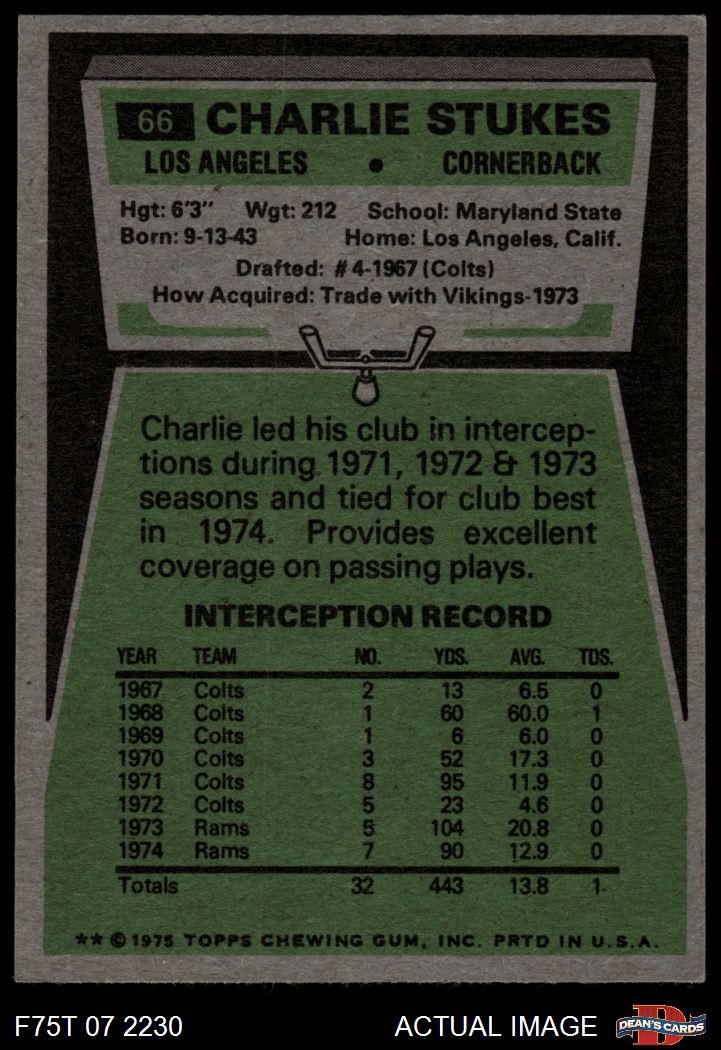 66 CHARLIE STUKES
LOS ANGELES • CORNERBACK
Hgt: 6'3" Wgt: 212 School: Maryland State
Born: 9-13-43 Home: Los Angeles, Calif.
Drafted: #4-1967 (Colts)
How Acquired: Trade with Vikings-1973
Charlie led his club in intercep-
tions during 1971, 1972 & 1973
seasons and tied for club best
in 1974. Provides excellent
coverage on passing plays.
INTERCEPTION RECORD
YEAR TEAM NO. YDS. AVG. TDS.
1967 Colts 2 13 6.5 0
1968 Colts 1 60 60.0 1
1969 Colts 1 6 6.0 0
1970 Colts 3 52 17.3 0
1971 Colts 8 95 11.9 0
1972 Colts 5 23 4.6 0
1973 Rams 5 104 20.8 0
1974 Rams 7 90 12.9 0
Totals 32 443 13.8 1
** © 1975 TOPPS CHEWING GUM, INC. PRTD IN U.S.A.
F75T 07 2230 ACTUAL IMAGE D DEAN'S CARDS